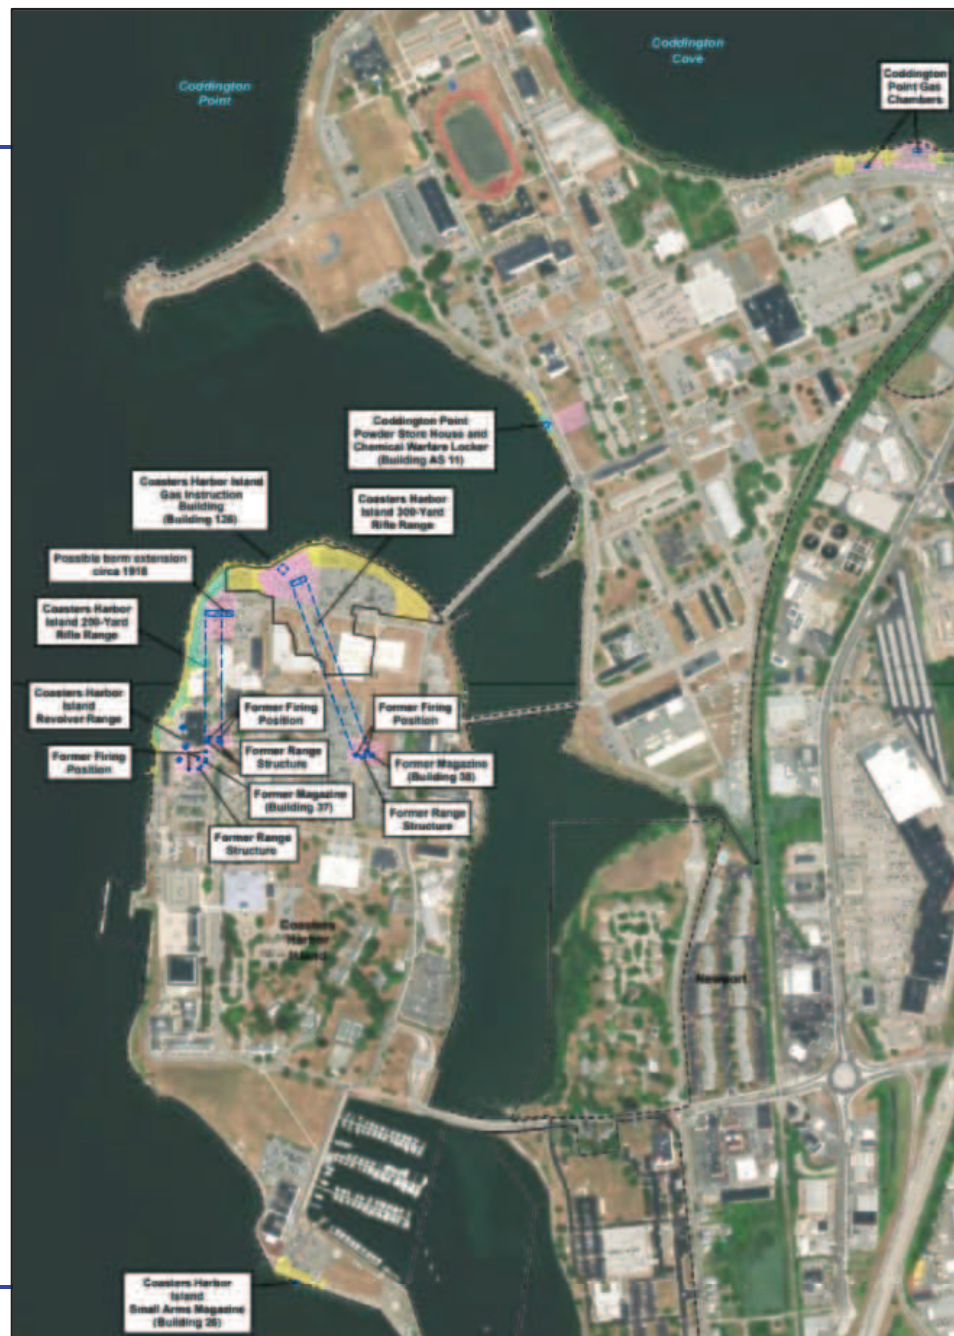 Coddington
Cove
Coddington
Point
Coddington
Point Gas
Chambers
Coddington Point
Powder Store House and
Chemical Warfare Locker
(Building AS 11)
Coasters Harbor Island
Gas Instruction
Building
(Building 128)
Coasters Harbor
Island 300-Yard
Rifle Range
Possible berm extension
circa 1918
Coasters Harbor
Island 200-Yard
Rifle Range
Coasters Harbor
Island
Revolver Range
Former Firing
Position
Former Firing
Position
Former Firing
Position
Former Range
Structure
Former Magazine
(Building 38)
Former Magazine
(Building 37)
Former Range
Structure
Former Range
Structure
Coasters
Harbor
Island
Newport
Coasters Harbor
Island
Small Arms Magazine
(Building 26)